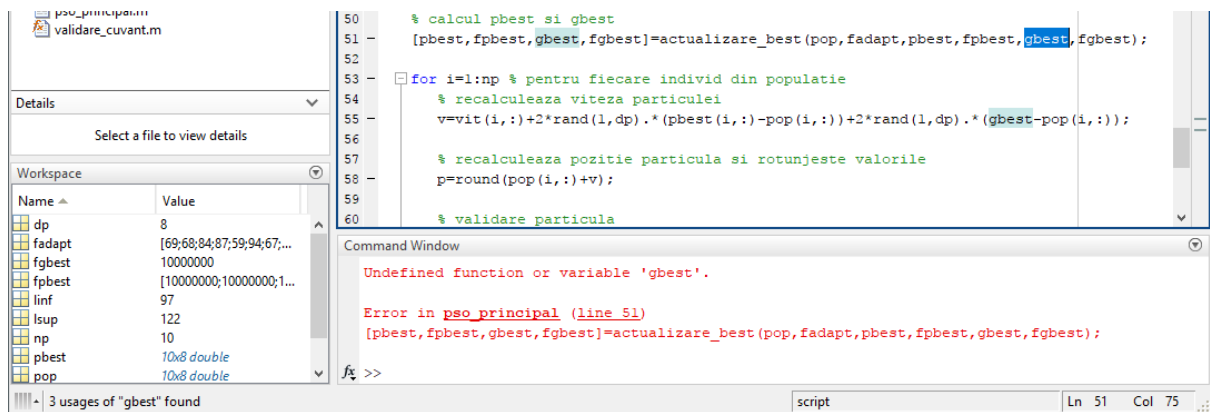 pso_principal.m
validare_cuvant.m
Details
Select a file to view details
Workspace
Name Value
dp 8
fadapt [69;68;84;87;59;94;67;...
fgbest 10000000
fpbest [10000000;10000000;1...
linf 97
lsup 122
np 10
pbest 10x8 double
pop 10x8 double
50 % calcul pbest si gbest
51 – [pbest,fpbest,gbest,fgbest]=actualizare_best(pop,fadapt,pbest,fpbest,gbest,fgbest);
52
53 – for i=1:np % pentru fiecare individ din populatie
54 % recalculeaza viteza particulei
55 – v=vit(i,:)+2*rand(1,dp).*(pbest(i,:)-pop(i,:))+2*rand(1,dp).*(gbest-pop(i,:));
56
57 % recalculeaza pozitie particula si rotunjeste valorile
58 – p=round(pop(i,:)+v);
59
60 % validare particula
Command Window
Undefined function or variable 'gbest'.
Error in pso_principal (line 51)
[pbest,fpbest,gbest,fgbest]=actualizare_best(pop,fadapt,pbest,fpbest,gbest,fgbest);
fx >>
3 usages of "gbest" found
script
Ln 51 Col 75